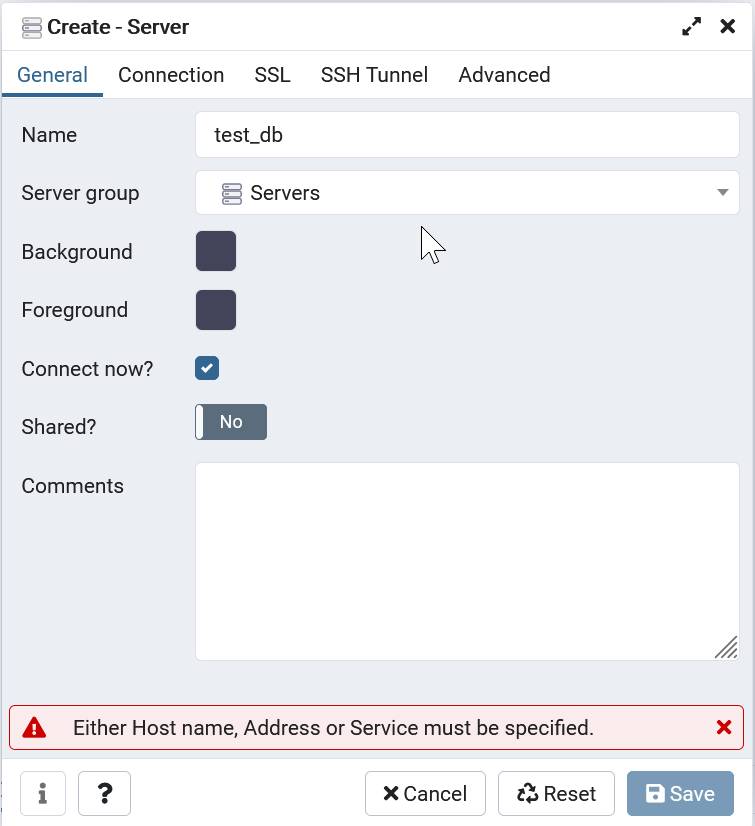 Create - Server
General Connection SSL SSH Tunnel Advanced
Name test_db
Server group Servers
Background
Foreground
Connect now?
Shared? No
Comments
Either Host name, Address or Service must be specified.
i ? Cancel Reset Save